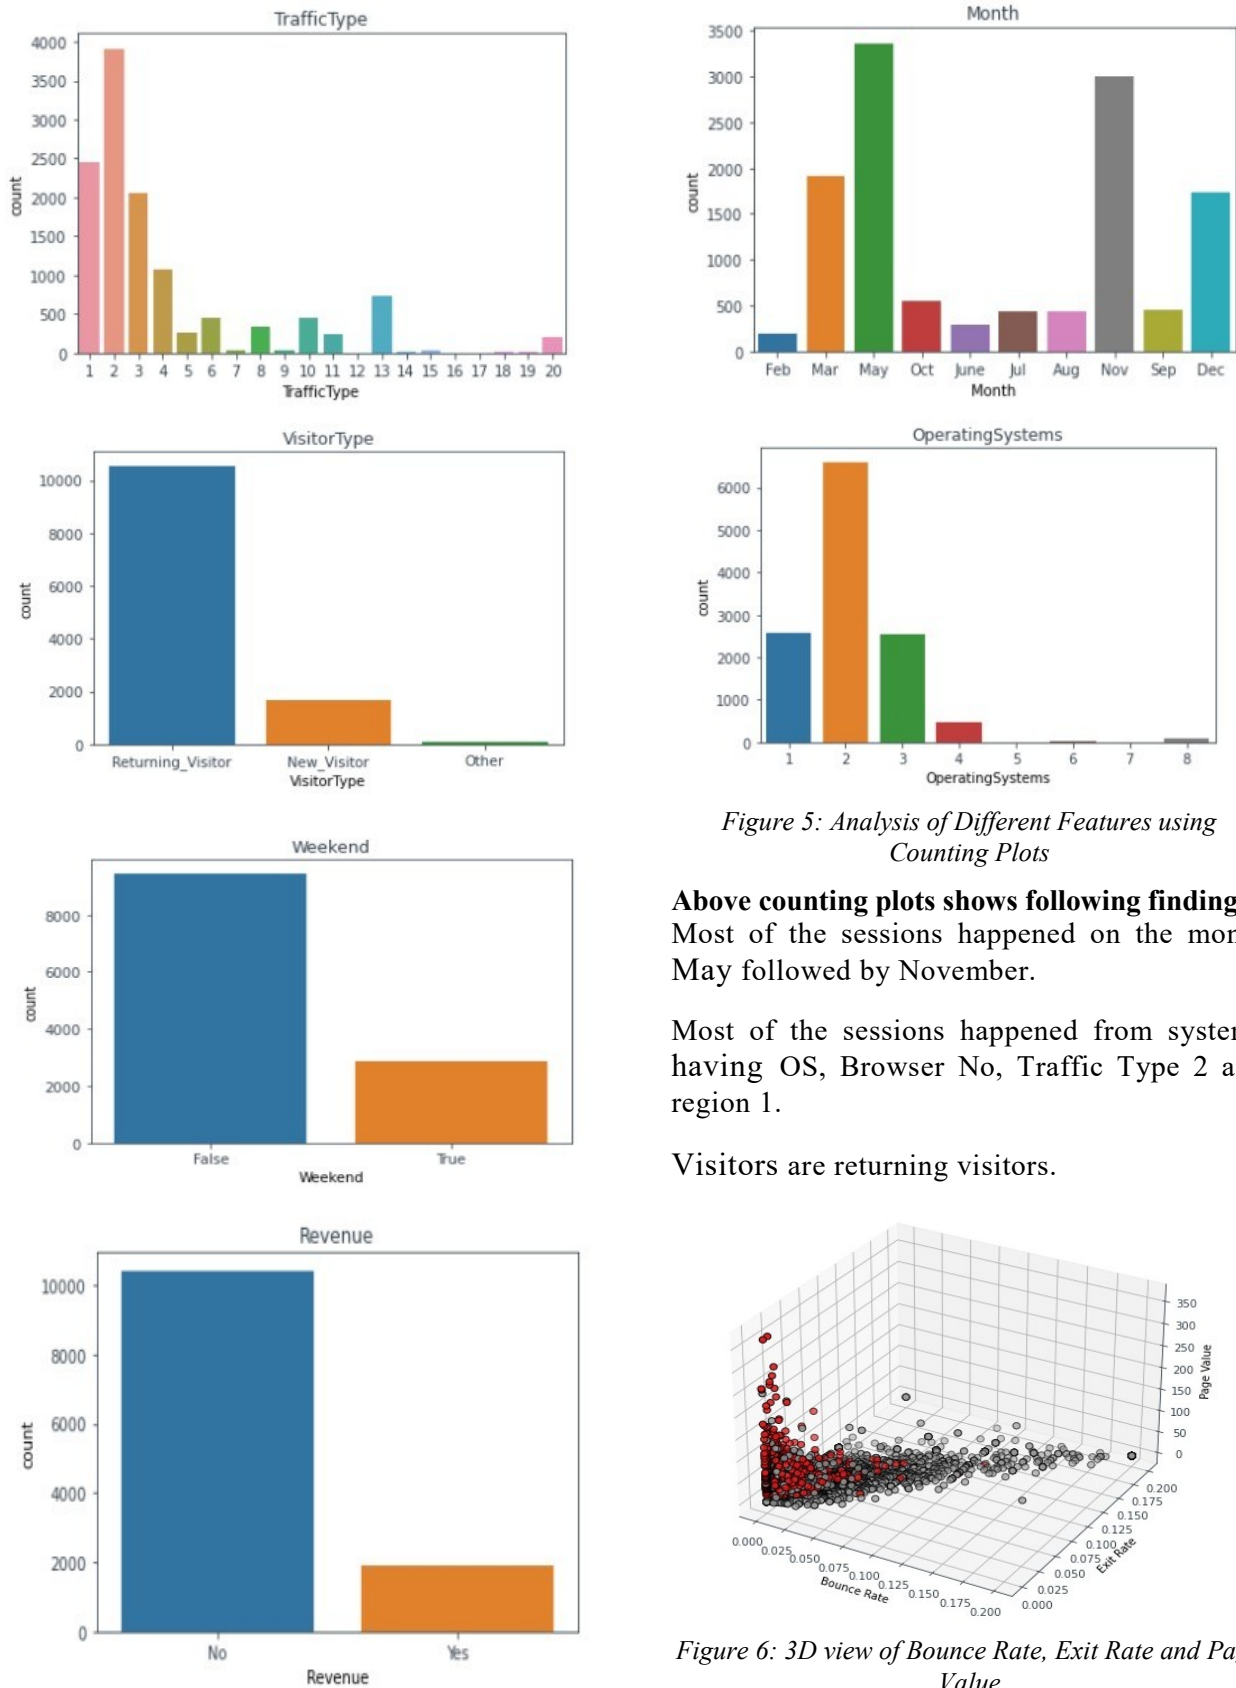 TrafficType
4000
3500
3000
2500
2000
1500
1000
500
0
count
1 2 3 4 5 6 7 8 9 10 11 12 13 14 15 16 17 18 19 20
TrafficType
VisitorType
10000
8000
6000
4000
2000
0
count
Returning_Visitor New_Visitor Other
VisitorType
Weekend
8000
6000
4000
2000
0
count
False True
Weekend
Revenue
10000
8000
6000
4000
2000
0
count
No Yes
Revenue
Month
3500
3000
2500
2000
1500
1000
500
0
count
Feb Mar May Oct June Jul Aug Nov Sep Dec
Month
OperatingSystems
6000
5000
4000
3000
2000
1000
0
count
1 2 3 4 5 6 7 8
OperatingSystems
Figure 5: Analysis of Different Features using
Counting Plots
Above counting plots shows following finding
Most of the sessions happened on the mon
May followed by November.
Most of the sessions happened from system
having OS, Browser No, Traffic Type 2 a
region 1.
Visitors are returning visitors.
350
300
250
200
150
100
50
0
Page Value
0.200
0.175
0.150
0.125
0.100
0.075
0.050
0.025
0.000
Exit Rate
0.000 0.025 0.050 0.075 0.100 0.125 0.150 0.175 0.200
Bounce Rate
Figure 6: 3D view of Bounce Rate, Exit Rate and Pa
Value